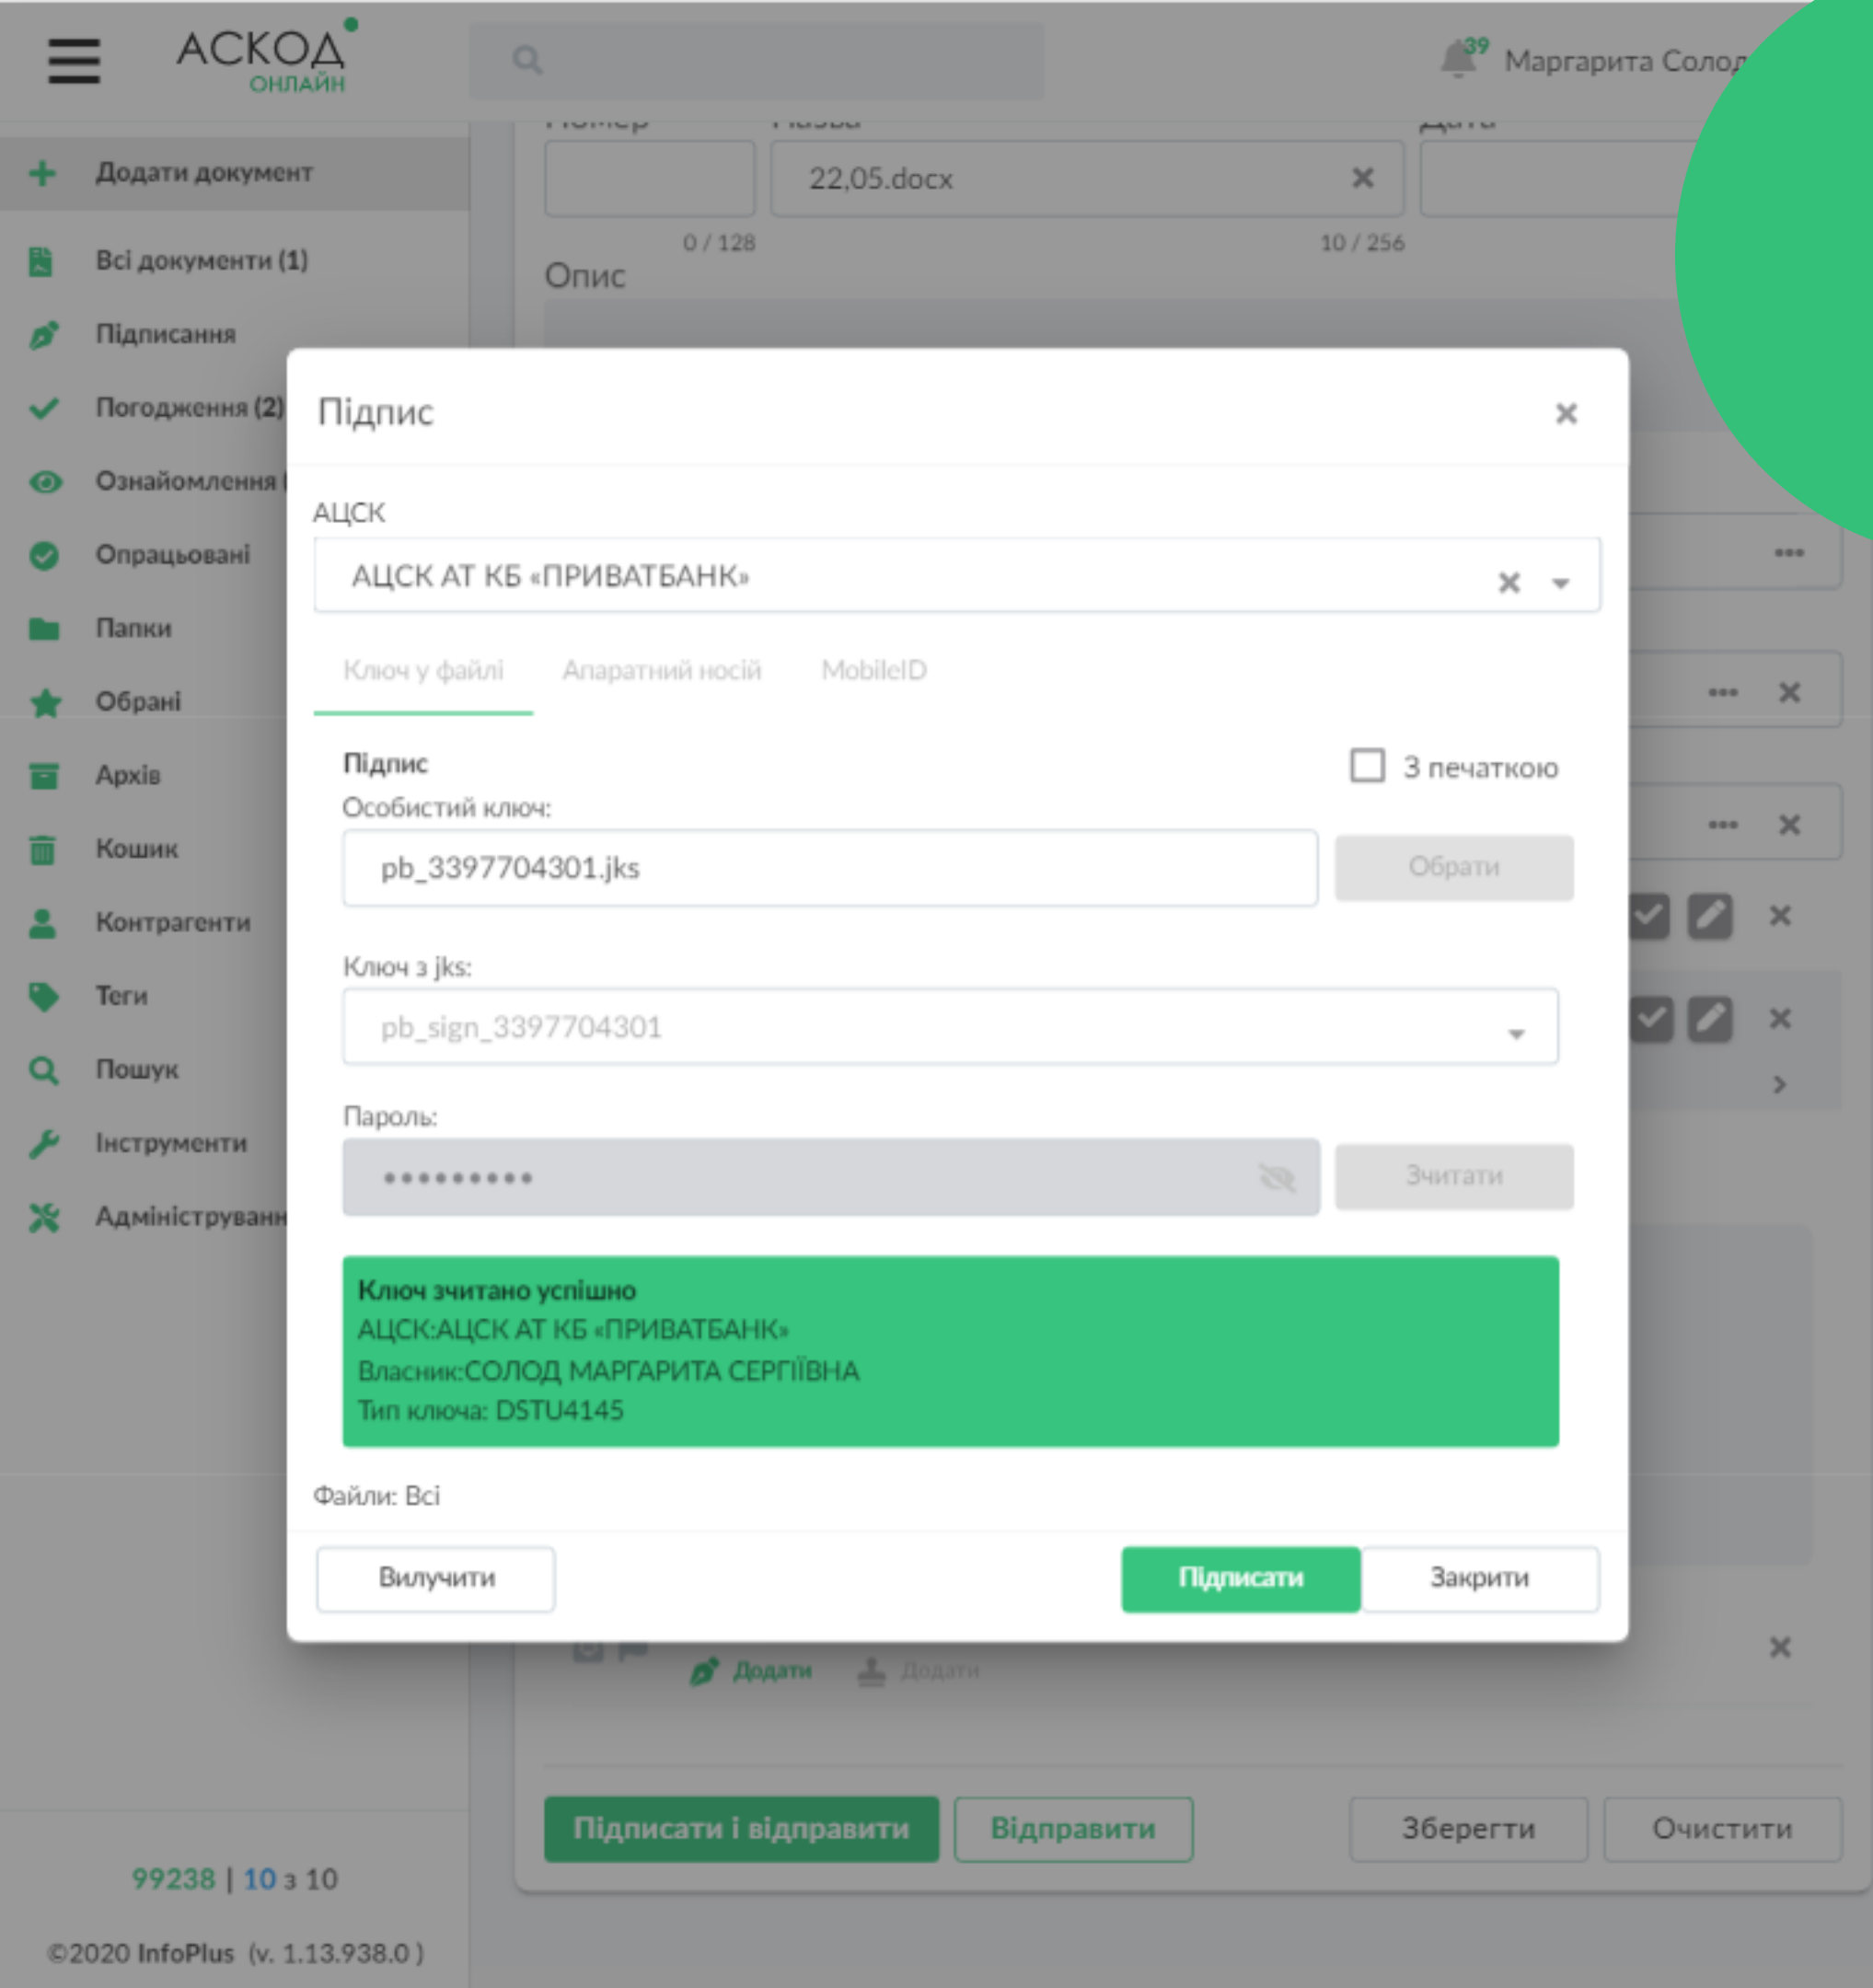 АСКОД
ОНЛАЙН
39
Маргарита Солод
Додати документ
Всі документи (1)
Підписання
Погодження (2)
Ознайомлення (
Опрацьовані
Папки
Обрані
Архів
Кошик
Контрагенти
Теги
Пошук
Інструменти
Адмініструванн
99238 | 10 з 10
©2020 InfoPlus (v. 1.13.938.0 )
Номер Назва Дата
22,05.docx
0 / 128 10 / 256
Опис
Підпис
АЦСК
АЦСК АТ КБ «ПРИВАТБАНК»
Ключ у файлі Апаратний носій MobileID
Підпис З печаткою
Особистий ключ:
pb_3397704301.jks Обрати
Ключ з jks:
pb_sign_3397704301
Пароль:
Зчитати
Ключ зчитано успішно
АЦСК:АЦСК АТ КБ «ПРИВАТБАНК»
Власник:СОЛОД МАРГАРИТА СЕРГІЇВНА
Тип ключа: DSTU4145
Файли: Всі
Вилучити Підписати Закрити
Додати Додати
Підписати і відправити Відправити Зберегти Очистити